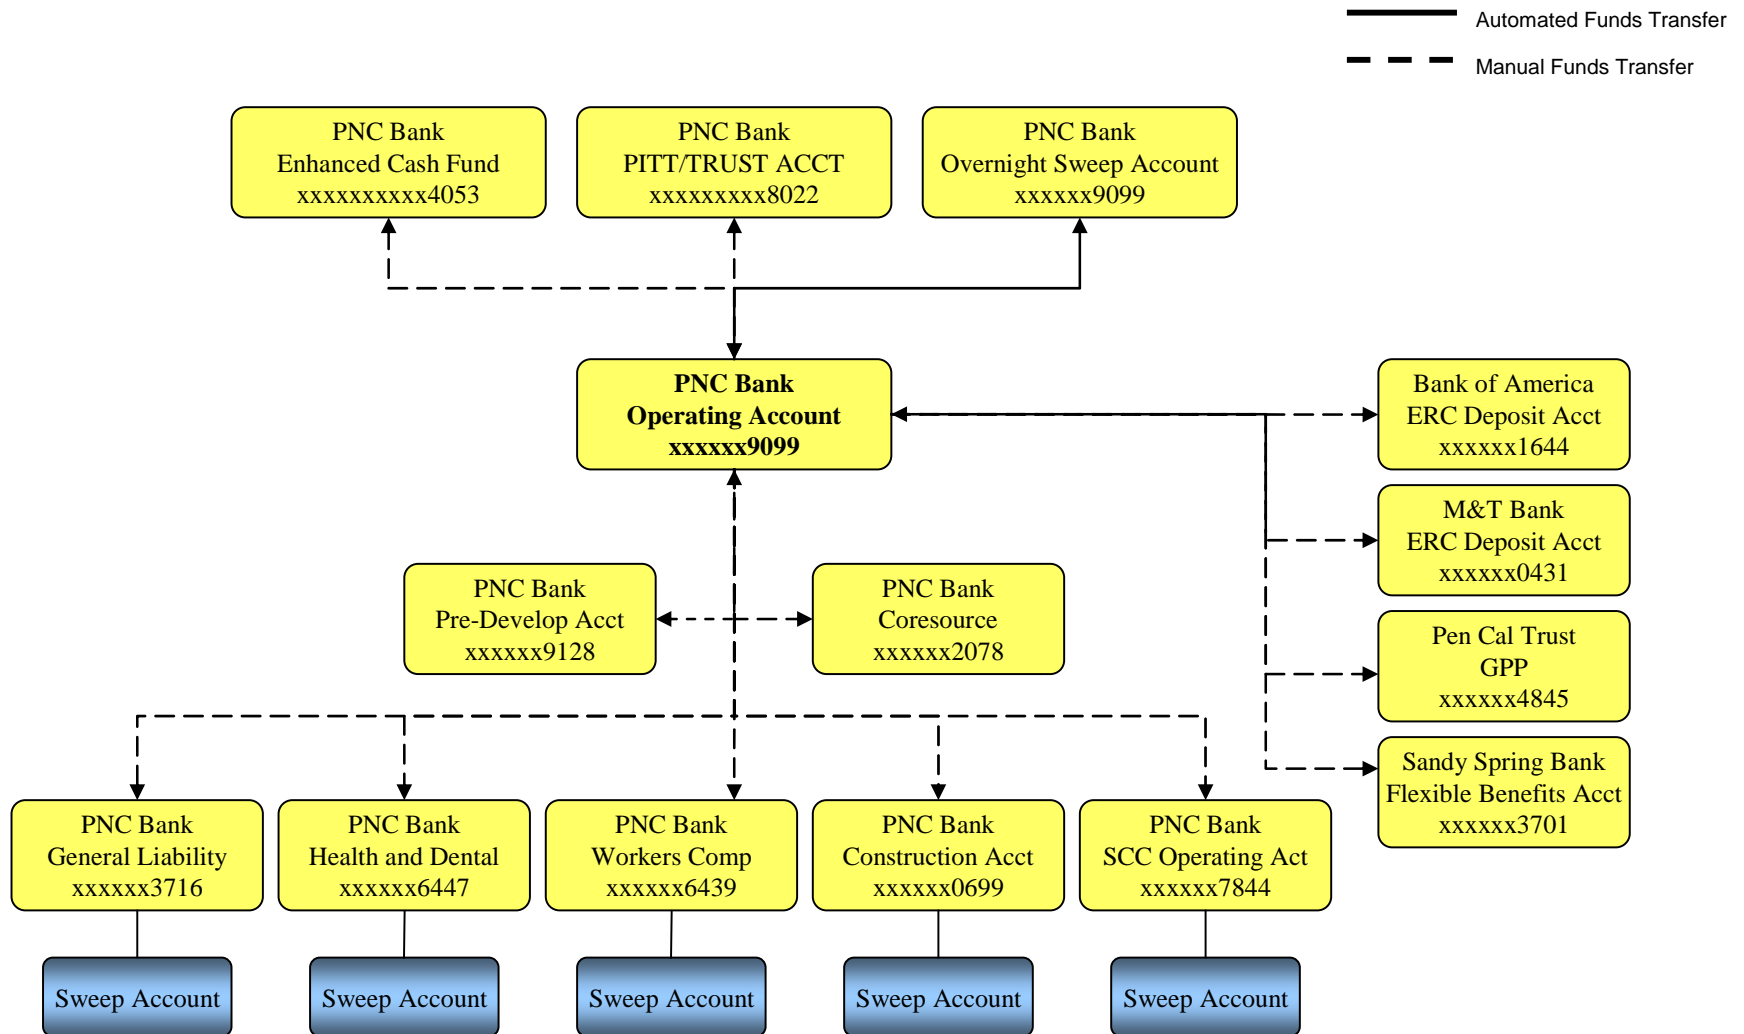 Automated Funds Transfer
Manual Funds Transfer
PNC Bank
Enhanced Cash Fund
xxxxxxxxxx4053
PNC Bank
PITT/TRUST ACCT
xxxxxxxxx8022
PNC Bank
Overnight Sweep Account
xxxxxx9099
PNC Bank
Operating Account
xxxxxx9099
Bank of America
ERC Deposit Acct
xxxxxx1644
M&T Bank
ERC Deposit Acct
xxxxxx0431
PNC Bank
Pre-Develop Acct
xxxxxx9128
PNC Bank
Coresource
xxxxxx2078
Pen Cal Trust
GPP
xxxxxx4845
Sandy Spring Bank
Flexible Benefits Acct
xxxxxx3701
PNC Bank
General Liability
xxxxxx3716
PNC Bank
Health and Dental
xxxxxx6447
PNC Bank
Workers Comp
xxxxxx6439
PNC Bank
Construction Acct
xxxxxx0699
PNC Bank
SCC Operating Act
xxxxxx7844
Sweep Account
Sweep Account
Sweep Account
Sweep Account
Sweep Account